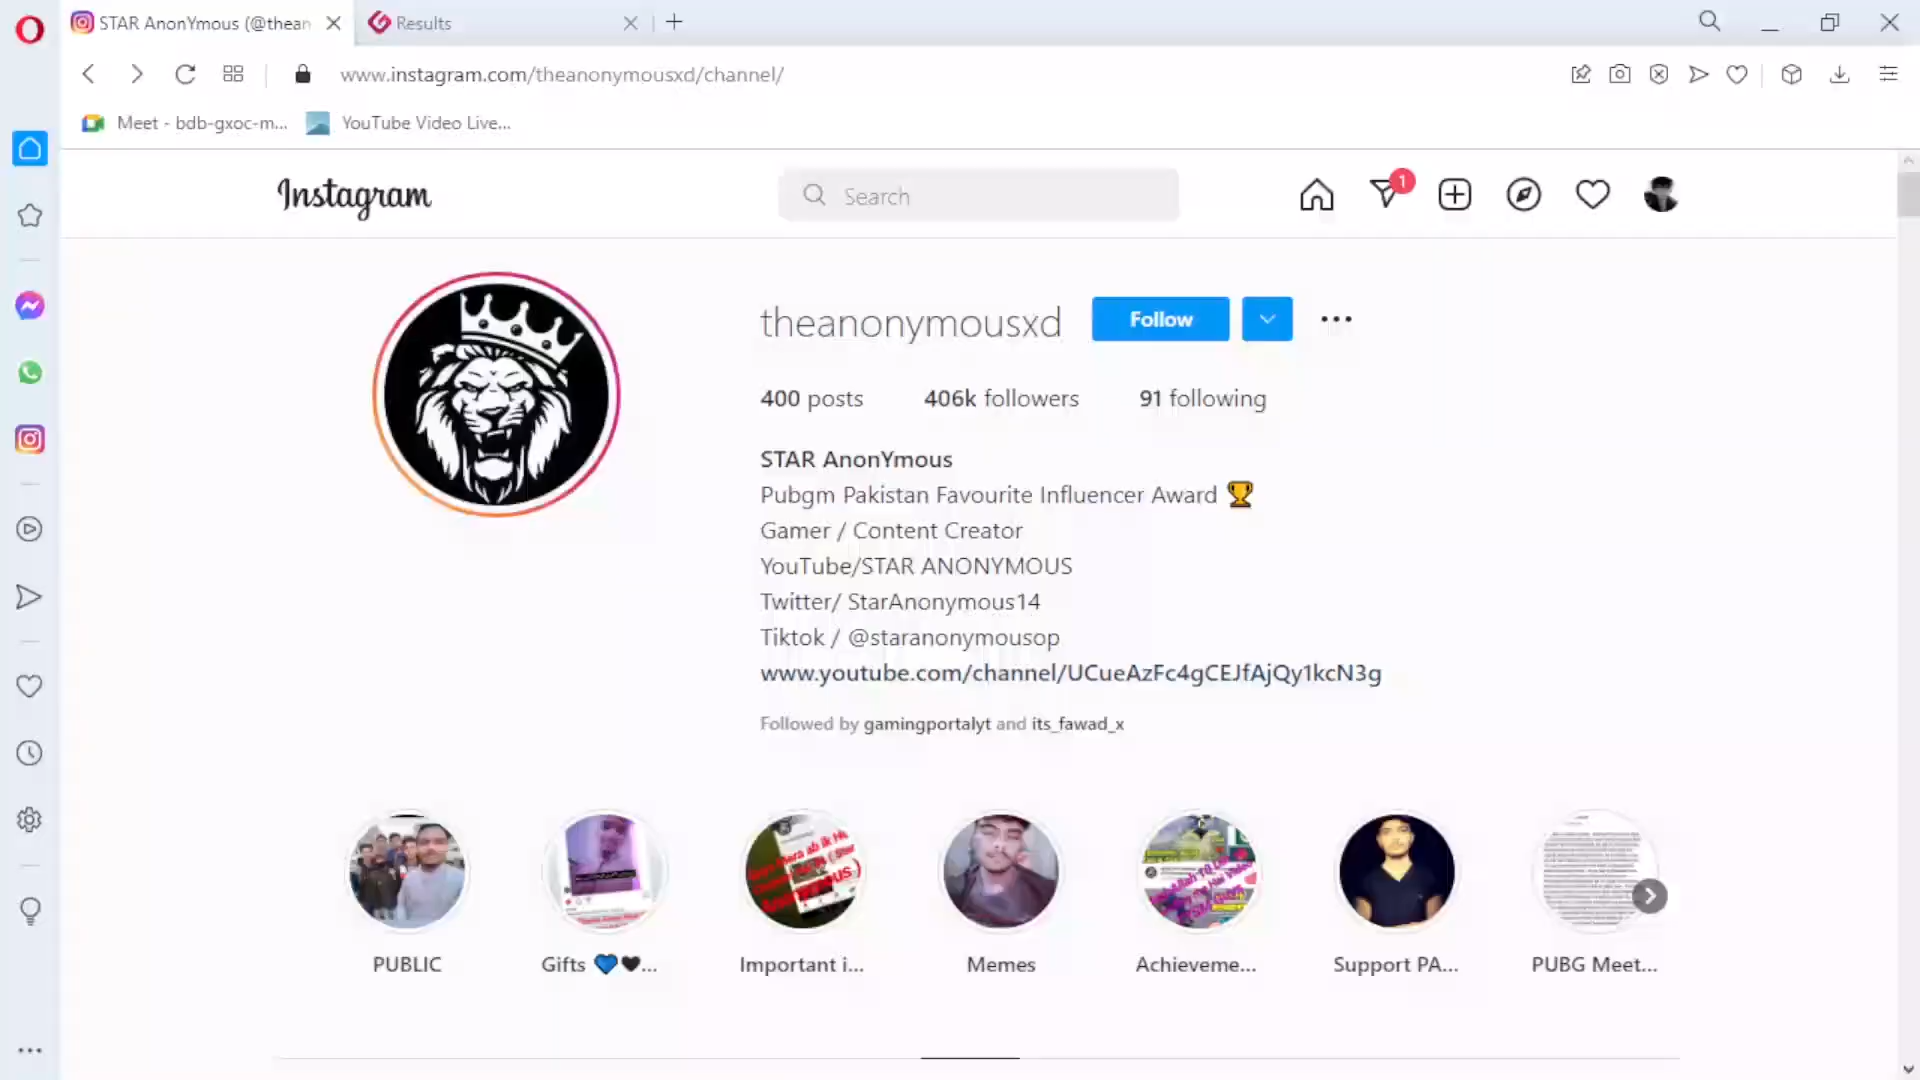 STAR AnonYmous (@thean
Results
www.instagram.com/theanonymousxd/channel/
Meet - bdb-gxoc-m...
YouTube Video Live...
Instagram
Search
1
theanonymousxd
Follow
400 posts
406k followers
91 following
STAR AnonYmous
Pubgm Pakistan Favourite Influencer Award 🏆
Gamer / Content Creator
YouTube/STAR ANONYMOUS
Twitter/ StarAnonymous14
Tiktok / @staranonymousop
www.youtube.com/channel/UCueAzFc4gCEJfAjQy1kcN3g
Followed by gamingportalyt and its_fawad_x
PUBLIC
Gifts 💙🖤...
Important i...
Memes
Achieveme...
Support PA...
PUBG Meet...